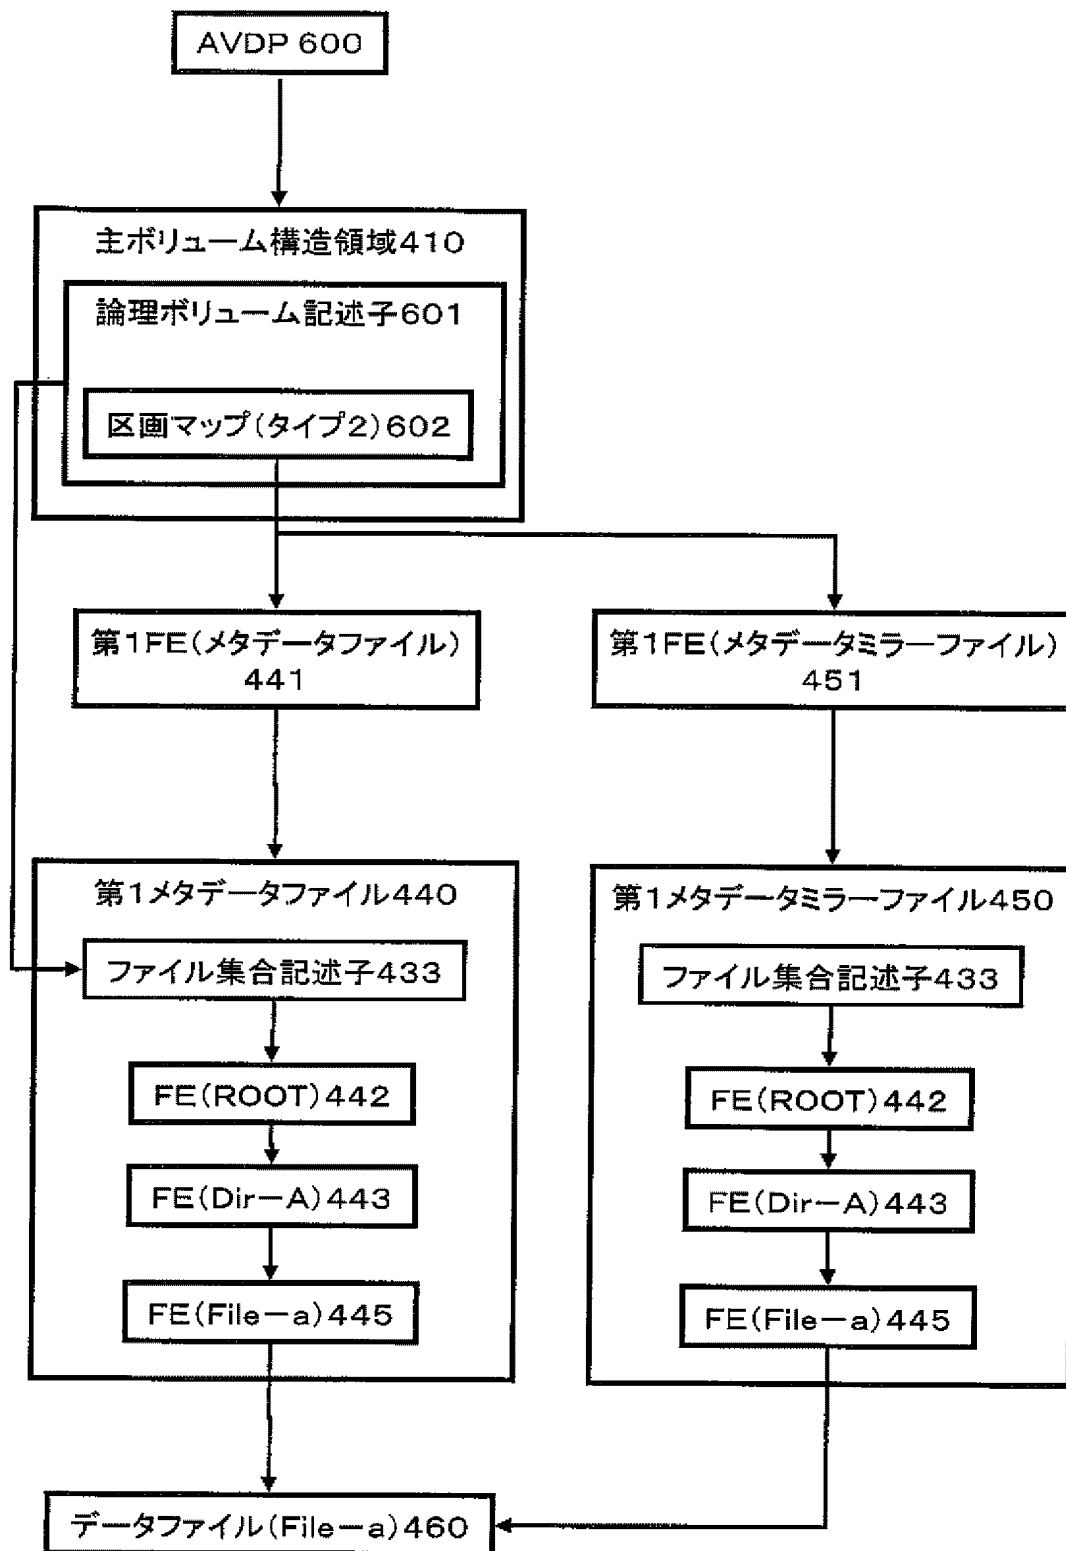 AVDP 600
主ボリューム構造領域410
論理ボリューム記述子601
区画マップ(タイプ2)602
第1FE(メタデータファイル)
441
第1FE(メタデータミラーファイル)
451
第1メタデータファイル440
ファイル集合記述子433
FE(ROOT)442
FE(Dir-A)443
FE(File-a)445
第1メタデータミラーファイル450
ファイル集合記述子433
FE(ROOT)442
FE(Dir-A)443
FE(File-a)445
データファイル(File-a)460